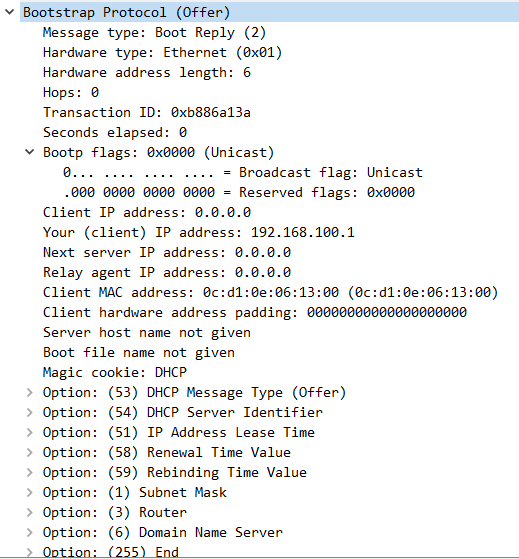 Bootstrap Protocol (Offer)
Message type: Boot Reply (2)
Hardware type: Ethernet (0x01)
Hardware address length: 6
Hops: 0
Transaction ID: 0xb886a13a
Seconds elapsed: 0
Bootp flags: 0x0000 (Unicast)
0... .... .... .... = Broadcast flag: Unicast
.000 0000 0000 0000 = Reserved flags: 0x0000
Client IP address: 0.0.0.0
Your (client) IP address: 192.168.100.1
Next server IP address: 0.0.0.0
Relay agent IP address: 0.0.0.0
Client MAC address: 0c:d1:0e:06:13:00 (0c:d1:0e:06:13:00)
Client hardware address padding: 00000000000000000000
Server host name not given
Boot file name not given
Magic cookie: DHCP
Option: (53) DHCP Message Type (Offer)
Option: (54) DHCP Server Identifier
Option: (51) IP Address Lease Time
Option: (58) Renewal Time Value
Option: (59) Rebinding Time Value
Option: (1) Subnet Mask
Option: (3) Router
Option: (6) Domain Name Server
Option: (255) End